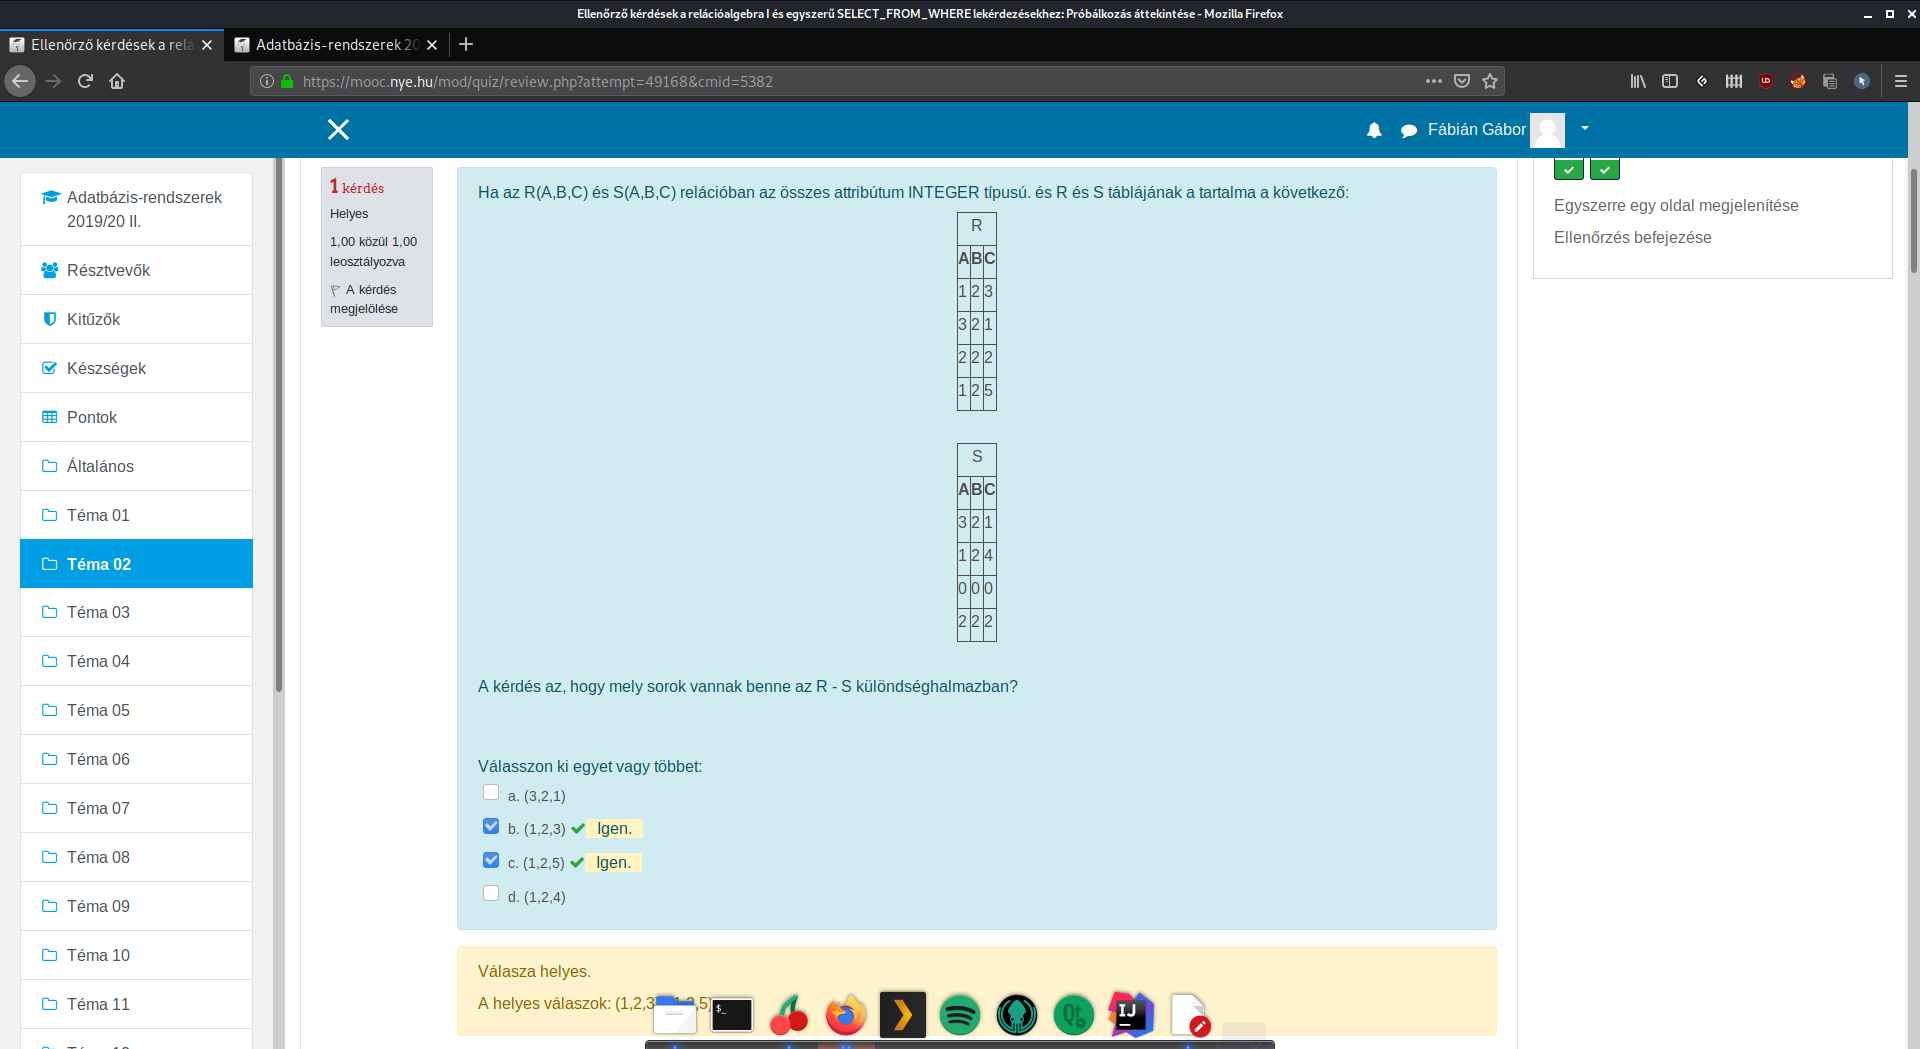 Ellenőrző kérdések a relációalgebra I és egyszerű SELECT_FROM_WHERE lekérdezésekhez: Próbálkozás áttekintése - Mozilla Firefox
Ellenőrző kérdések a relá
Adatbázis-rendszerek 20
https://mooc.nye.hu/mod/quiz/review.php?attempt=49168&cmid=5382
Fábián Gábor
Adatbázis-rendszerek
2019/20 II.
Résztvevők
Kitűzők
Készségek
Pontok
Általános
Téma 01
Téma 02
Téma 03
Téma 04
Téma 05
Téma 06
Téma 07
Téma 08
Téma 09
Téma 10
Téma 11
1 kérdés
Helyes
1,00 közül 1,00
leosztályozva
A kérdés
megjelölése
Ha az R(A,B,C) és S(A,B,C) relációban az összes attribútum INTEGER típusú. és R és S táblájának a tartalma a következő:
R
A B C
1 2 3
3 2 1
2 2 2
1 2 5
S
A B C
3 2 1
1 2 4
0 0 0
2 2 2
A kérdés az, hogy mely sorok vannak benne az R - S különdséghalmazban?
Válasszon ki egyet vagy többet:
a. (3,2,1)
b. (1,2,3) Igen.
c. (1,2,5) Igen.
d. (1,2,4)
Válasza helyes.
A helyes válaszok: (1,2,3
Egyszerre egy oldal megjelenítése
Ellenőrzés befejezése
$_
Qt
IJ